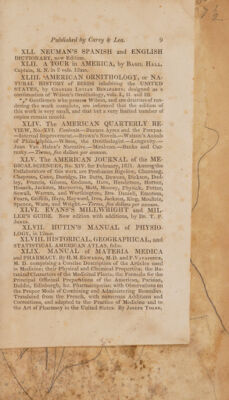 Published by Carey & Lea. 9
XLI. NEUMAN'S SPANISH and ENGLISH
DICTIONARY, new Edition.
XLII. A TOUR in AMERICA, by BASIL HALL,
Captain, R. N. in 2 vols. 12mo.
XLIII. AMERICAN ORNITHOLOGY, or NA-
TURAL HISTORY of BIRDS inhabiting the UNITED
STATES, by CHARLES LUCIAN BONAPARTE; designed as a
continuation of Wilson's Ornithology, vols. I., II. and III.
*** Gentlemen who possess Wilson, and are desirous of ren-
dering the work complete, are informed that the edition of
this work is very small, and that but a very limited number of
copies remain unsold.
XLIV. The AMERICAN QUARTERLY RE-
VIEW, No. XVI. Contents.—Buenos Ayres and the Pampas.
—Internal Improvement.—Brown's Novels.—Watson's Annals
of Philadelphia.—Wilson, the Ornithologist.—Longevity.—
—Banks and Cur-
rency.—Terms, five dollars per annum.
XLV. The AMERICAN JOURNAL of the ME-
DICAL SCIENCES, No. XIV. for February, 1831. Among the
Collaborators of this work are Professors Bigelow, Channing,
Chapman, Coxe, Davidge, De Butts, Dewees, Dickson, Dud-
ley, Francis, Gibson, Godman, Hare, Henderson, Horner,
Hosack, Jackson, Macneven, Mott, Mussey, Physick, Potter,
Sewall, Warren, and Worthington; Drs. Daniell, Emerson,
Fearn, Griffith, Hays, Hayward, Ives, Jackson, King, Moultrie,
Spence, Ware, and Wright.—Terms, five dollars per annum.
XLVI. EVANS'S MILLWRIGHT and MIL-
LER'S GUIDE. New edition with additions, by Dr. T. P.
JONES.
XLVII. HUTIN'S MANUAL of PHYSIO-
LOGY, in 12mo.
XLVIII. HISTORICAL, GEOGRAPHICAL, and
STATISTICAL AMERICAN ATLAS, folio.
XLIX. MANUAL of MATERIA MEDICA
and PHARMACY. By H. M. EDWARDS, M. D. and P. VAVASSEUR,
M. D. comprising a Concise Description of the Articles used
in Medicine; their Physical and Chemical Properties; the Bo-
tanical Characters of the Medicinal Plants; the Formulæ for the
Principal Officinal Preparations of the American, Parisian,
Dublin, Edinburgh, &c. Pharmacopœias; with Observations on
the Proper Mode of Combining and Administering Remedies.
Translated from the French, with numerous Additions and
Corrections, and adapted to the Practice of Medicine and to
the Art of Pharmacy in the United States. By JOSEPH TOGNO,